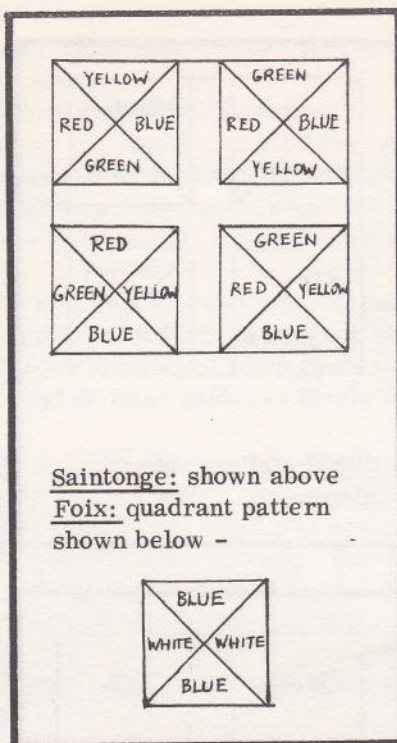 YELLOW
RED BLUE
GREEN
GREEN
RED BLUE
YELLOW
RED
GREEN YELLOW
BLUE
GREEN
RED YELLOW
BLUE
Saintonge: shown above
Foix: quadrant pattern
shown below -
BLUE
WHITE WHITE
BLUE